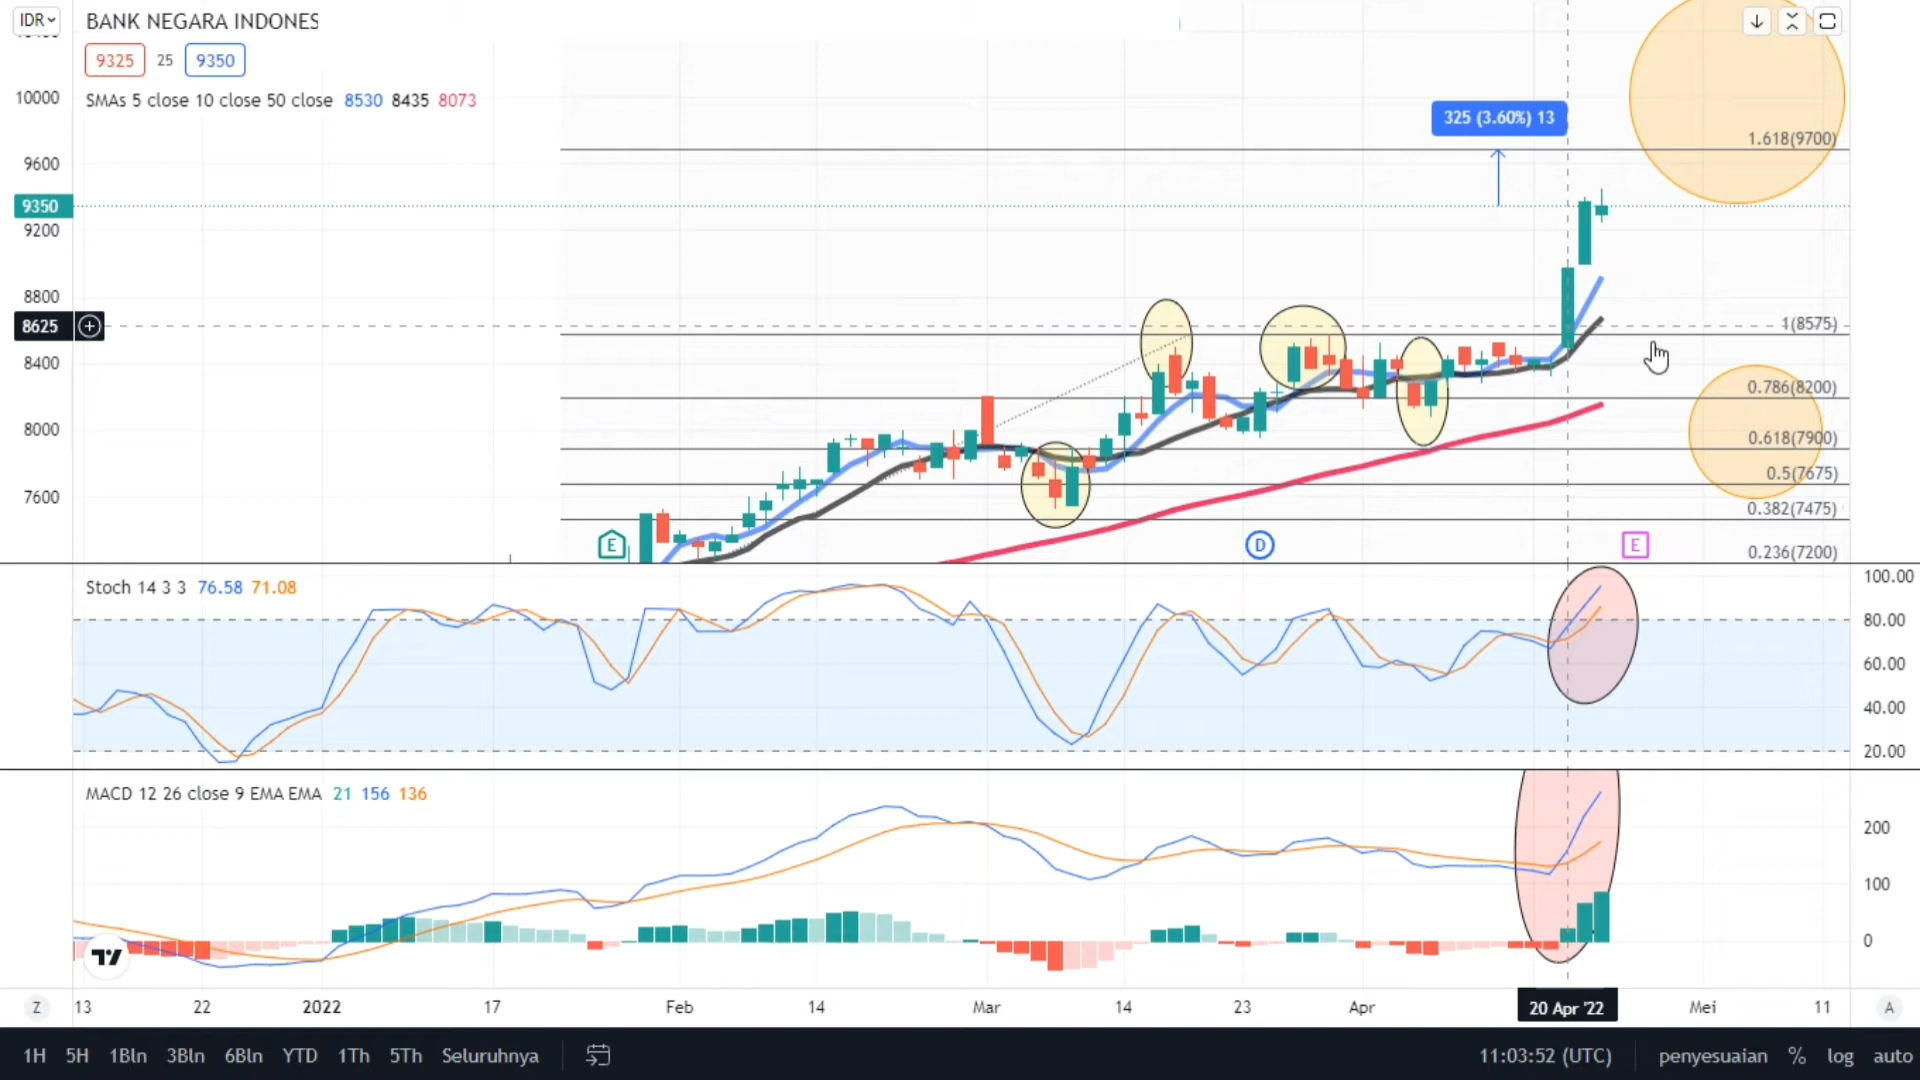 IDR
BANK NEGARA INDONES
9325 25 9350
SMAs 5 close 10 close 50 close 8530 8435 8073
10000
9600
9350
9200
8800
8625
8400
8000
7600
325 (3.60%) 13
1.618(9700)
1(8575)
0.786(8200)
0.618(7900)
0.5(7675)
0.382(7475)
0.236(7200)
E
D
E
Stoch 14 3 3 76.58 71.08
100.00
80.00
60.00
40.00
20.00
MACD 12 26 close 9 EMA EMA 21 156 136
200
100
0
Z 13 22 2022 17 Feb 14 Mar 14 23 Apr 20 Apr '22 Mei 11 A
1H 5H 1Bln 3Bln 6Bln YTD 1Th 5Th Seluruhnya 11:03:52 (UTC) penyesuaian % log auto